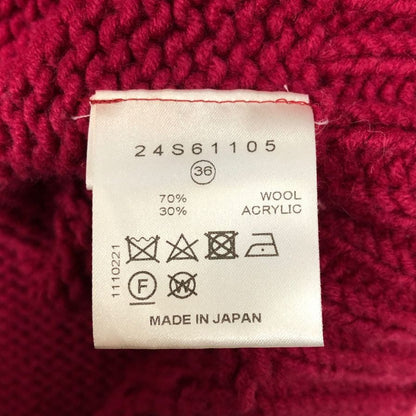 24S61105
36
70% WOOL
30% ACRYLIC
1110221
F W
MADE IN JAPAN